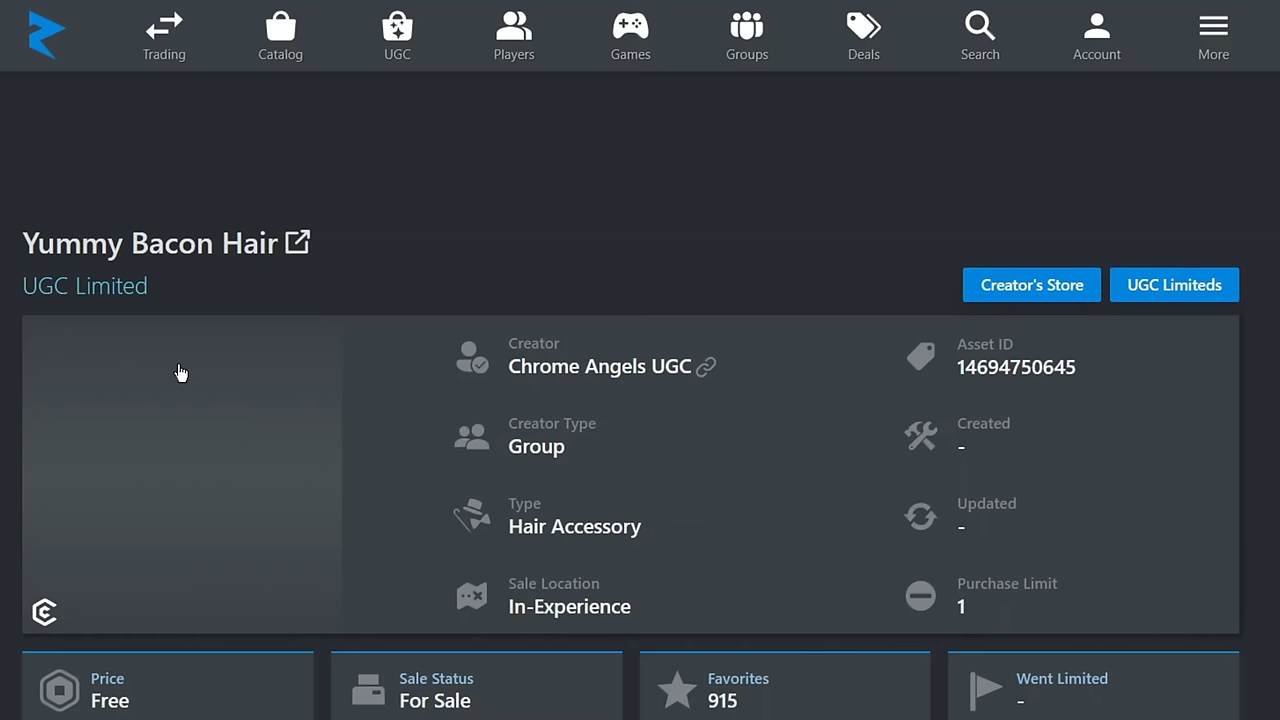 Trading Catalog UGC Players Games Groups Deals Search Account More
Yummy Bacon Hair
UGC Limited
Creator's Store UGC Limiteds
Creator
Chrome Angels UGC
Asset ID
14694750645
Creator Type
Group
Created
-
Type
Hair Accessory
Updated
-
Sale Location
In-Experience
Purchase Limit
1
Price
Free
Sale Status
For Sale
Favorites
915
Went Limited
-